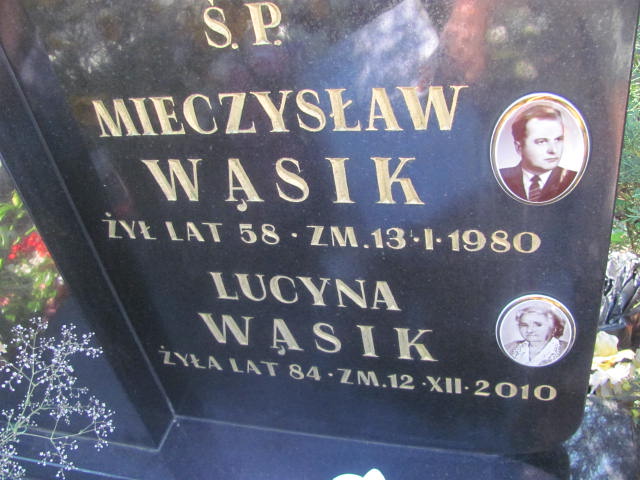 Ś.P.
MIECZYSŁAW
WĄSIK
ŻYŁ LAT 58 · ZM. 13·I·1980
LUCYNA
WĄSIK
ŻYŁA LAT 84 · ZM. 12·XII·2010